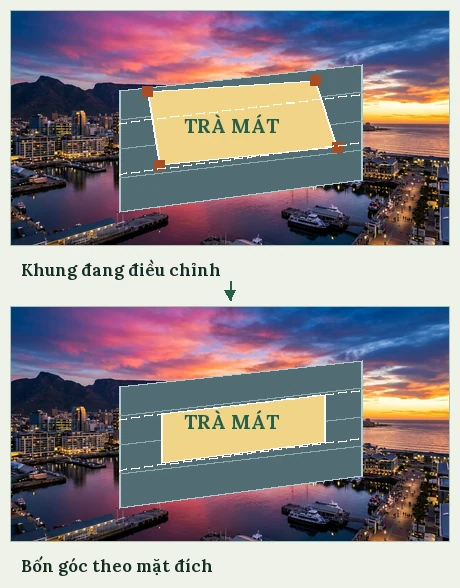 TRÀ MÁT
Khung đang điều chỉnh
TRÀ MÁT
Bốn góc theo mặt đích